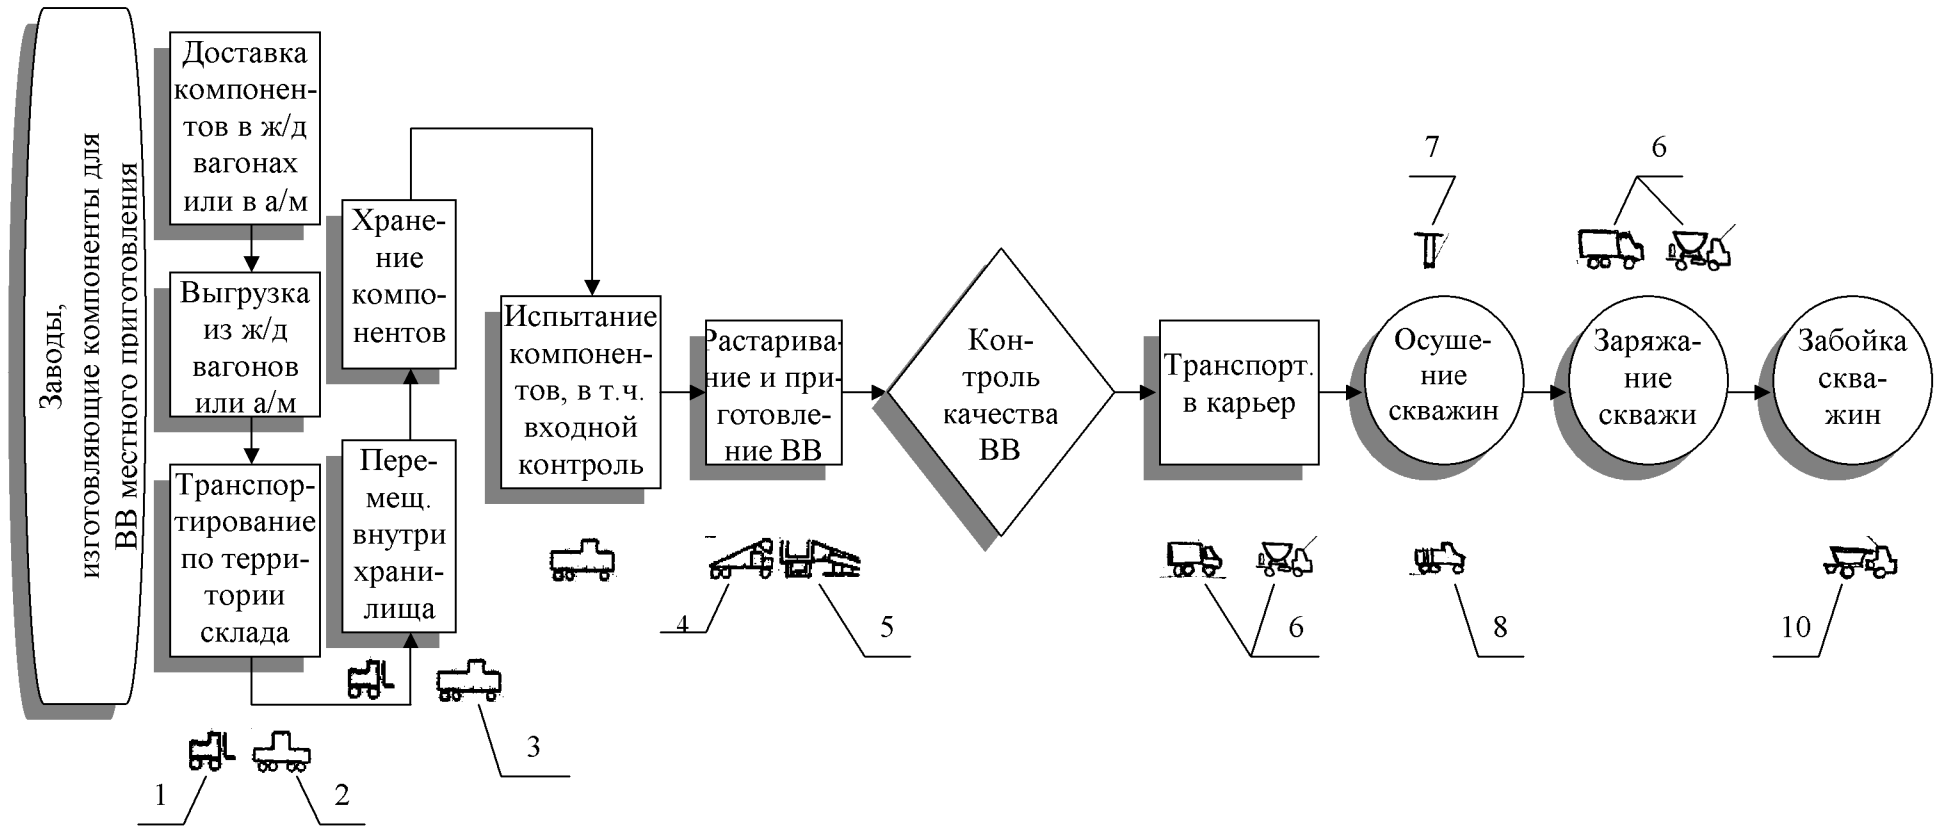 Заводы,
изготовляющие компоненты для
ВВ местного приготовления
Доставка
компонен-
тов в ж/д
вагонах
или в а/м
Выгрузка
из ж/д
вагонов
или а/м
Транспор-
тирование
по терри-
тории
склада
Пере-
мещ.
внутри
храни-
лища
Хране-
ние
компо-
нентов
Испытание
компонен-
тов, в т.ч.
входной
контроль
Растарива-
ние и при-
готовле-
ние ВВ
Кон-
троль
качества
ВВ
Транспорт.
в карьер
Осуше-
ние
скважин
Заряжа-
ние
скважи
Забойка
сква-
жин
7
6
1
2
3
4
5
6
8
10